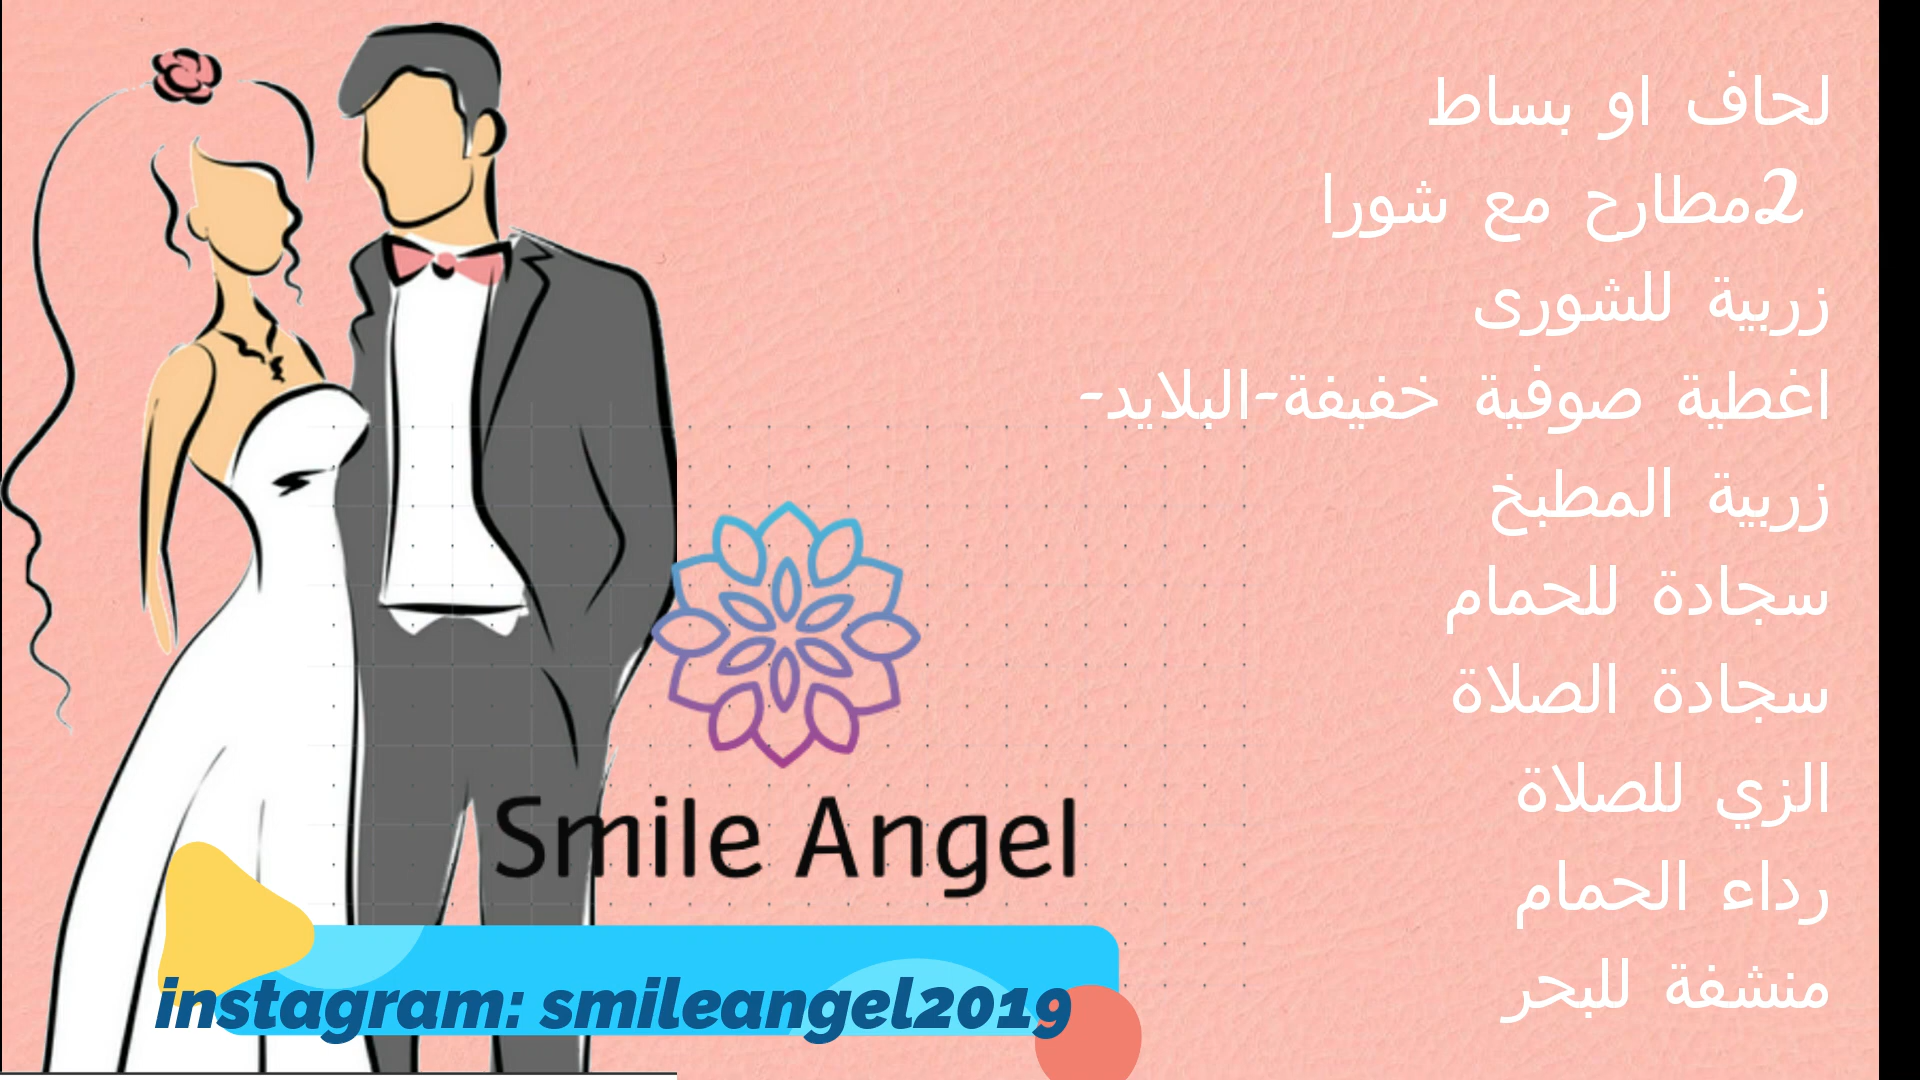 لحاف او بساط
2مطارح مع شورا
زربية للشورى
اغطية صوفية خفيفة-البلايد-
زربية المطبخ
سجادة للحمام
سجادة الصلاة
الزي للصلاة
رداء الحمام
منشفة للبحر
Smile Angel
instagram: smileangel2019